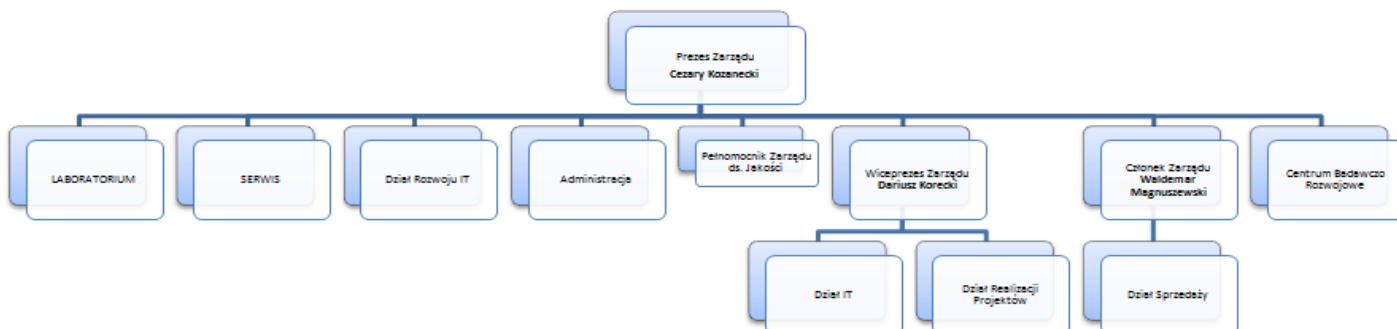 Prezes Zarządu
Cezary Kozanecki
LABORATORIUM
SERWIS
Dział Rozwoju IT
Administracja
Pełnomocnik Zarządu
ds. Jakości
Wiceprezes Zarządu
Dariusz Korecki
Członek Zarządu
Waldemar
Magnuszewski
Centrum Badawczo
Rozwojowe
Dział IT
Dział Realizacji
Projektów
Dział Sprzedaży